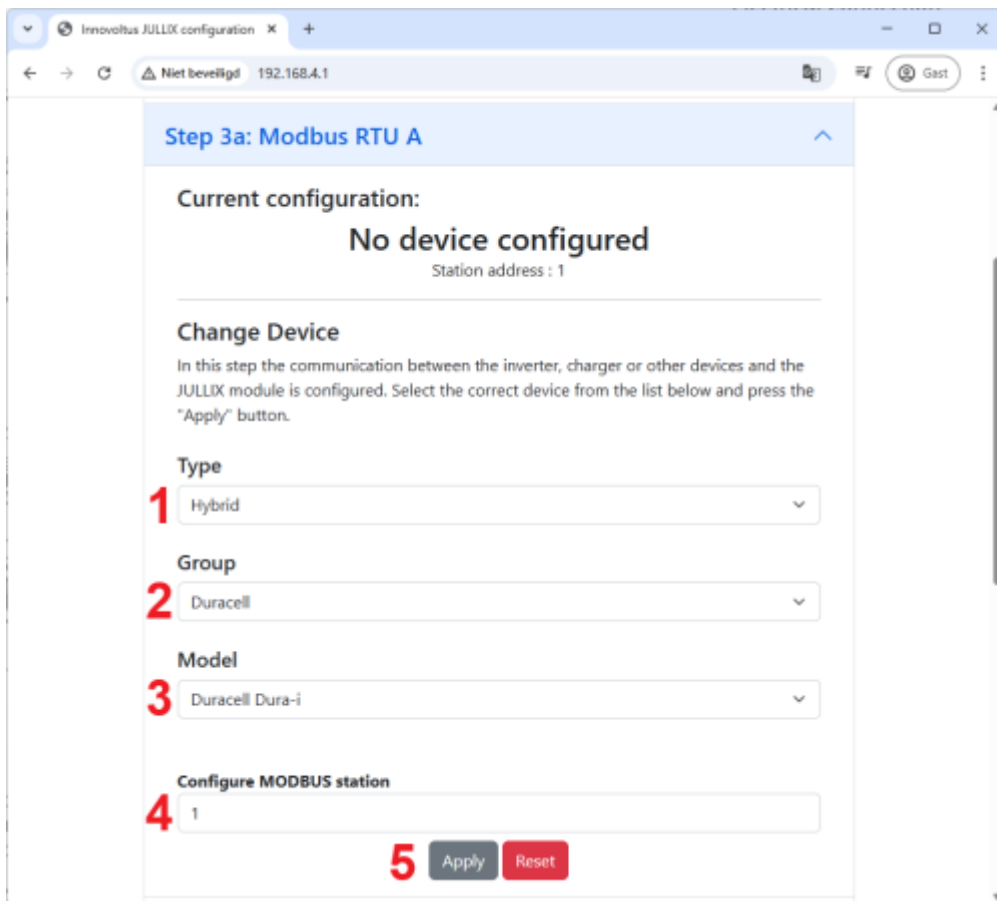 Innovoltus JULLIX configuration
Niet beveiligd 192.168.4.1 Gast
Step 3a: Modbus RTU A
Current configuration:
No device configured
Station address : 1
Change Device
In this step the communication between the inverter, charger or other devices and the
JULLIX module is configured. Select the correct device from the list below and press the
"Apply" button.
Type
1 Hybrid
Group
2 Duracell
Model
3 Duracell Dura-i
Configure MODBUS station
4 1
5 Apply Reset